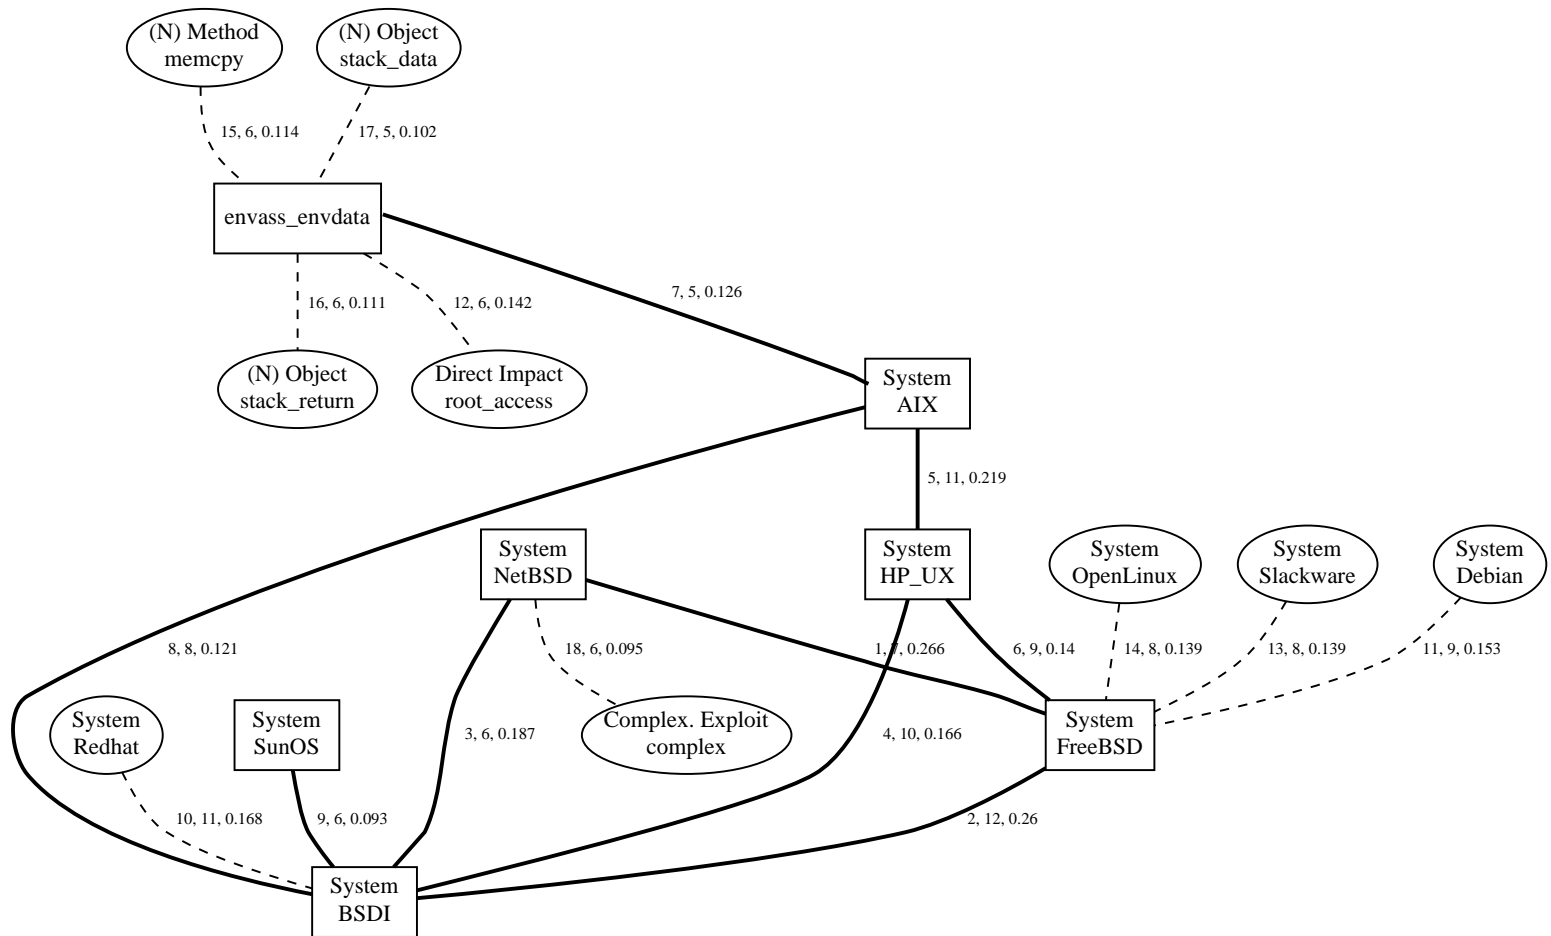 (N) Method
memcpy
(N) Object
stack_data
15, 6, 0.114
17, 5, 0.102
envass_envdata
16, 6, 0.111
12, 6, 0.142
7, 5, 0.126
(N) Object
stack_return
Direct Impact
root_access
System
AIX
5, 11, 0.219
System
NetBSD
System
HP_UX
System
OpenLinux
System
Slackware
System
Debian
8, 8, 0.121
18, 6, 0.095
1, 7, 0.266
6, 9, 0.14
14, 8, 0.139
13, 8, 0.139
11, 9, 0.153
System
Redhat
System
SunOS
3, 6, 0.187
Complex. Exploit
complex
4, 10, 0.166
System
FreeBSD
10, 11, 0.168
9, 6, 0.093
2, 12, 0.26
System
BSDI